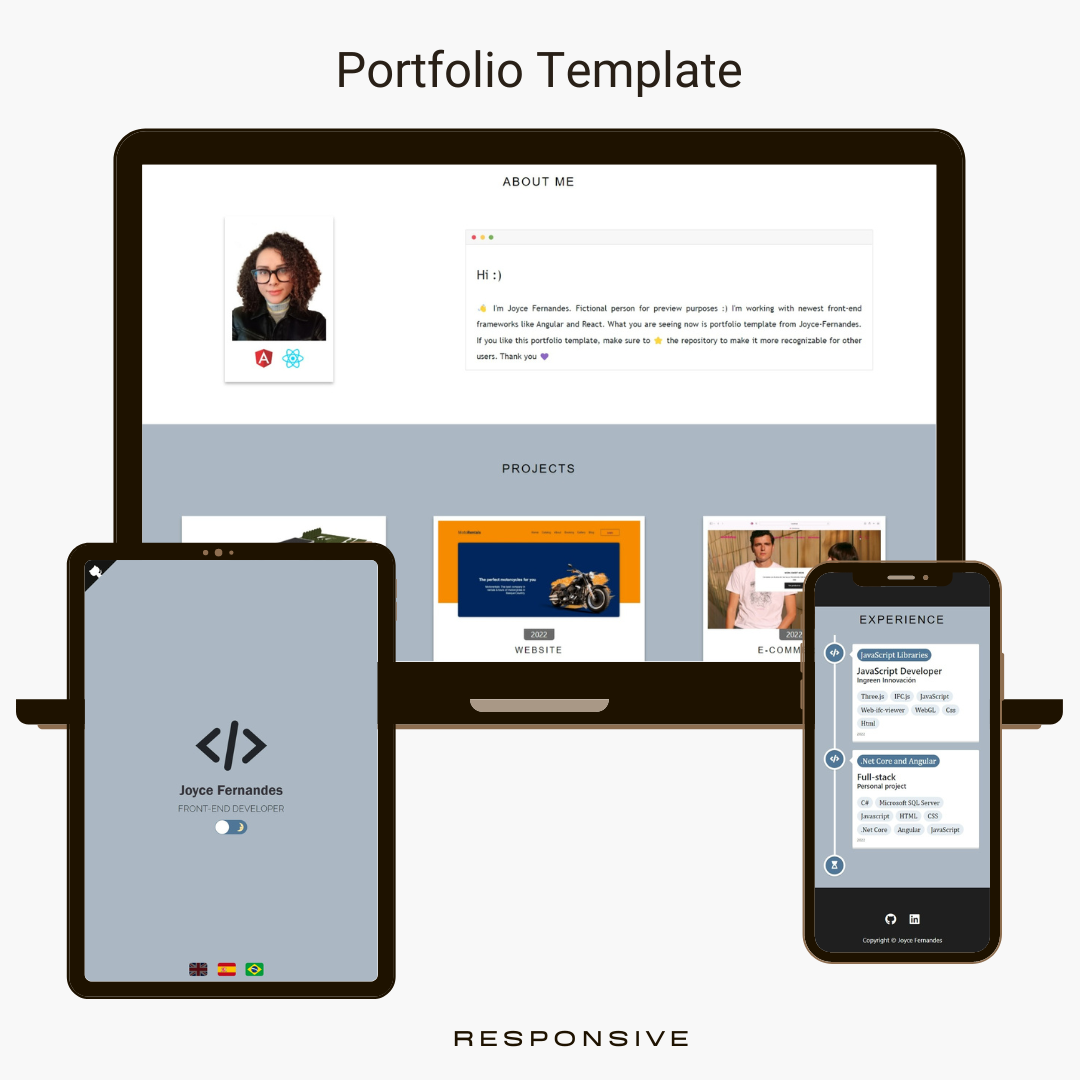 Portfolio Template
ABOUT ME
Hi :)
👋 I'm Joyce Fernandes. Fictional person for preview purposes :) I'm working with newest front-end
frameworks like Angular and React. What you are seeing now is portfolio template from Joyce-Fernandes.
If you like this portfolio template, make sure to ⭐ the repository to make it more recognizable for other
users. Thank you 💜
PROJECTS
The perfect motorcycles for you
2022
WEBSITE
2022
E-COMM
</>
Joyce Fernandes
FRONT-END DEVELOPER
EXPERIENCE
JavaScript Libraries
JavaScript Developer
Ingreen Innovación
Three.js IFC.js JavaScript
Web-ifc-viewer WebGL Css
Html
2022
.Net Core and Angular
Full-stack
Personal project
C# Microsoft SQL Server
Javascript HTML CSS
.Net Core Angular JavaScript
2022
Copyright © Joyce Fernandes
RESPONSIVE